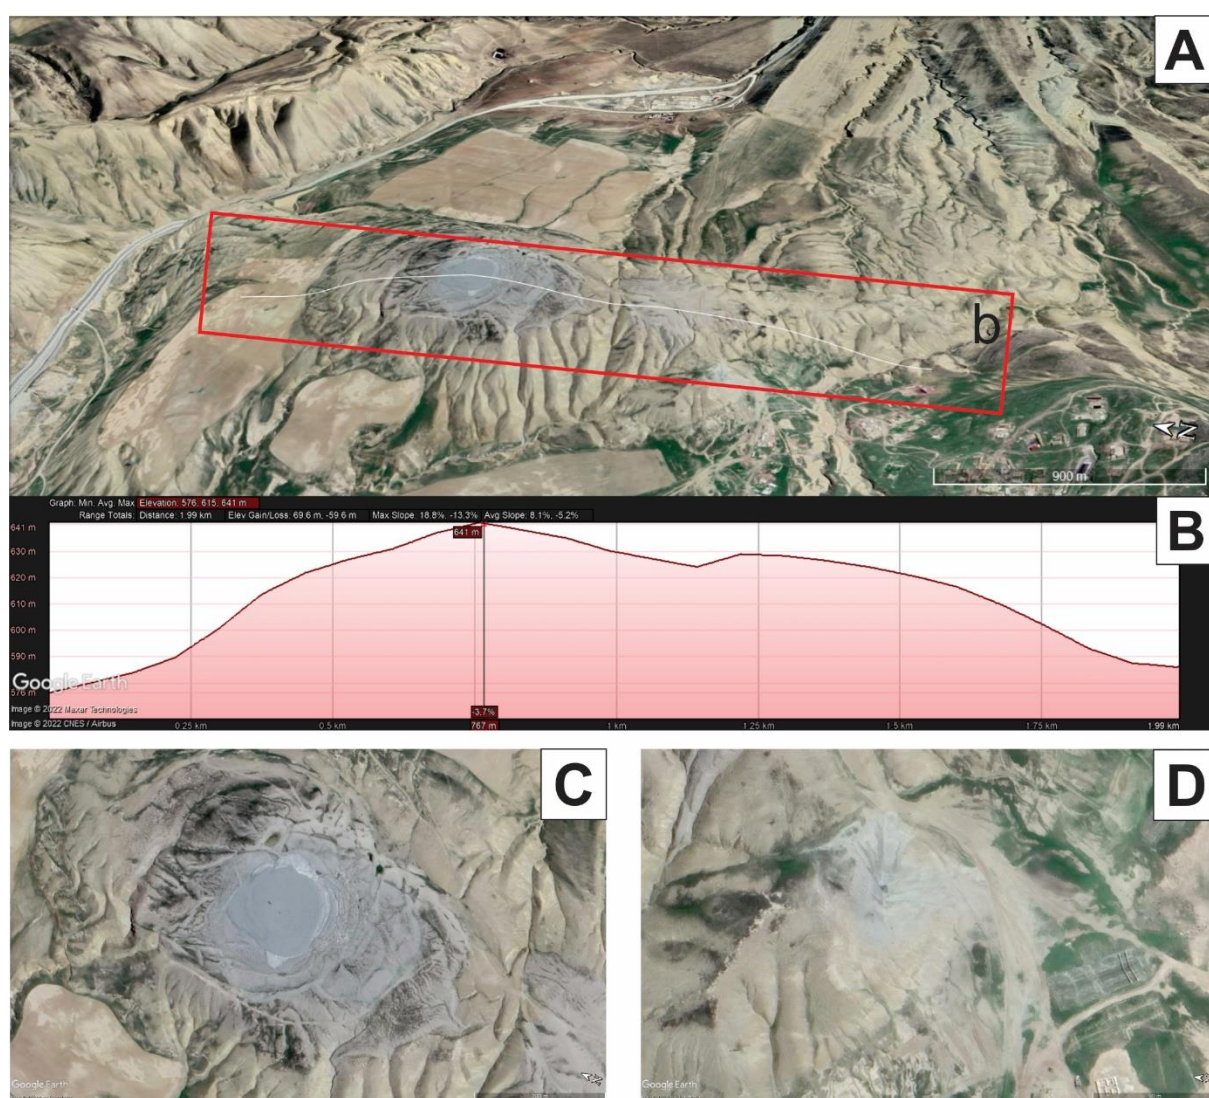 A
b
N
900 m
Graph: Min. Avg. Max Elevation: 576, 615, 641 m
Range Totals: Distance: 1.99 km Elev Gain/Loss: 69.6 m, -59.6 m Max Slope: 18.8%, -13.3% Avg Slope: 8.1%, -5.2%
B
641 m
641 m
630 m
620 m
610 m
600 m
590 m
Google Earth
576 m
Image © 2022 Maxar Technologies
-3.7%
Image © 2022 CNES / Airbus
0.25 km 0.5 km 767 m 1 km 1.25 km 1.5 km 1.75 km 1.99 km
C
D
Google Earth
N
Google Earth